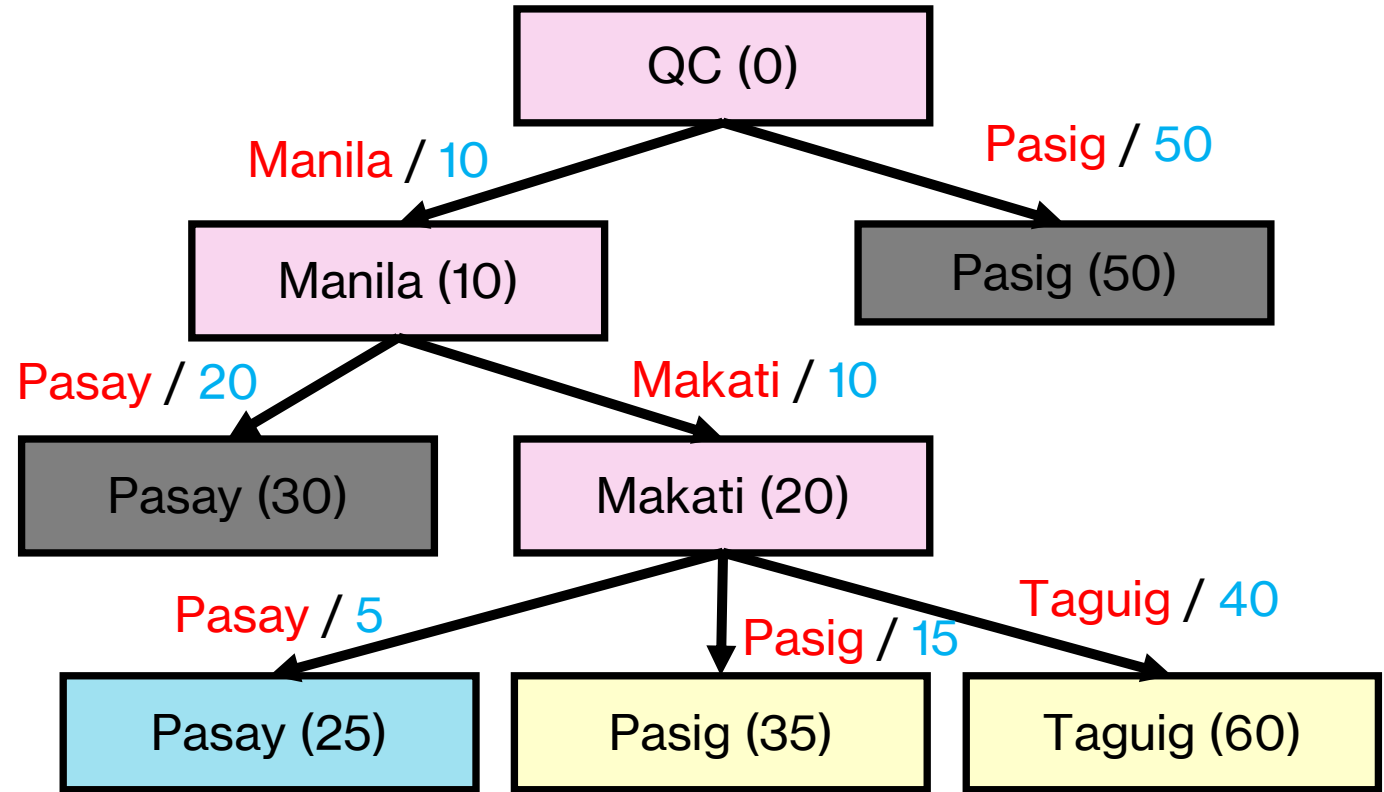 QC (0)
Manila / 10
Pasig / 50
Manila (10)
Pasig (50)
Pasay / 20
Makati / 10
Pasay (30)
Makati (20)
Pasay / 5
Pasig / 15
Taguig / 40
Pasay (25)
Pasig (35)
Taguig (60)